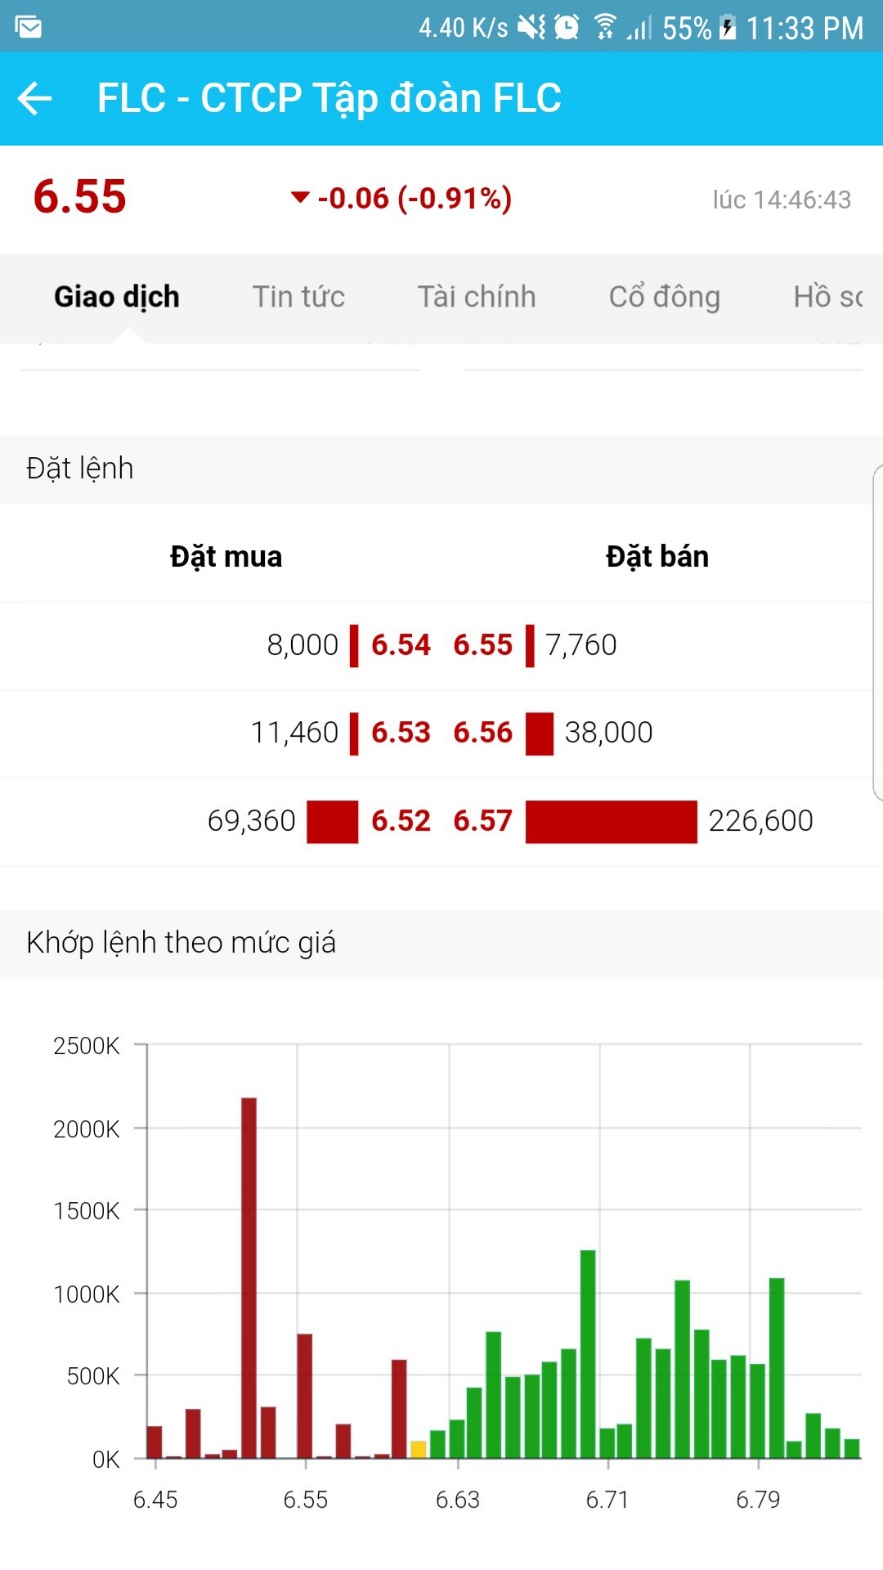 4.40 K/s 55% 11:33 PM
FLC - CTCP Tập đoàn FLC
6.55 -0.06 (-0.91%) lúc 14:46:43
Giao dịch Tin tức Tài chính Cổ đông Hồ sơ
Đặt lệnh
Đặt mua Đặt bán
8,000 6.54 6.55 7,760
11,460 6.53 6.56 38,000
69,360 6.52 6.57 226,600
Khớp lệnh theo mức giá
2500K
2000K
1500K
1000K
500K
0K
6.45 6.55 6.63 6.71 6.79